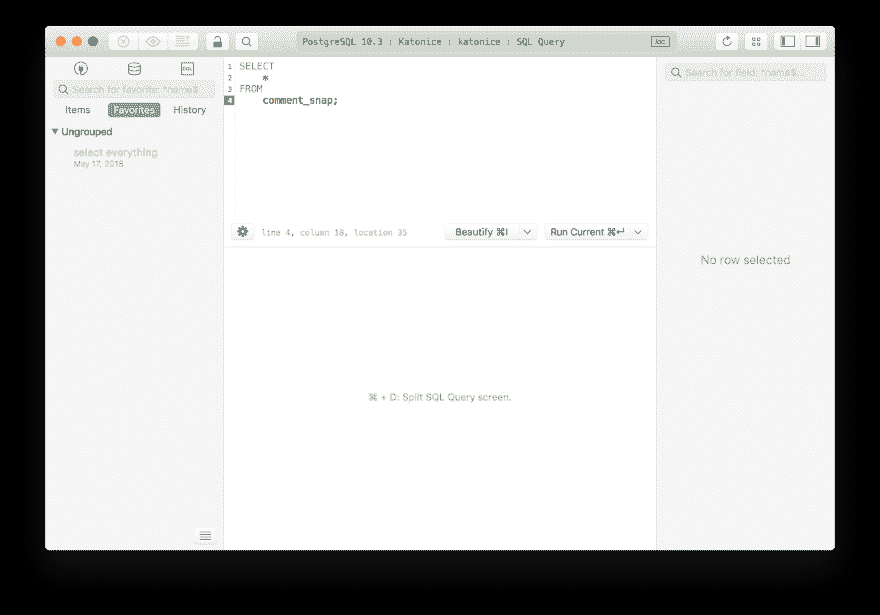 PostgreSQL 10.3 : Katonice : katonice : SQL Query
loc
SQL
Search for favorite: ^name$
Items
Favorites
History
Ungrouped
select everything
May 17, 2018
1 SELECT
2 *
3 FROM
4 comment_snap;
line 4, column 18, location 35
Beautify ⌘I
Run Current ⌘↵
⌘ + D: Split SQL Query screen.
Search for field: ^name$...
No row selected